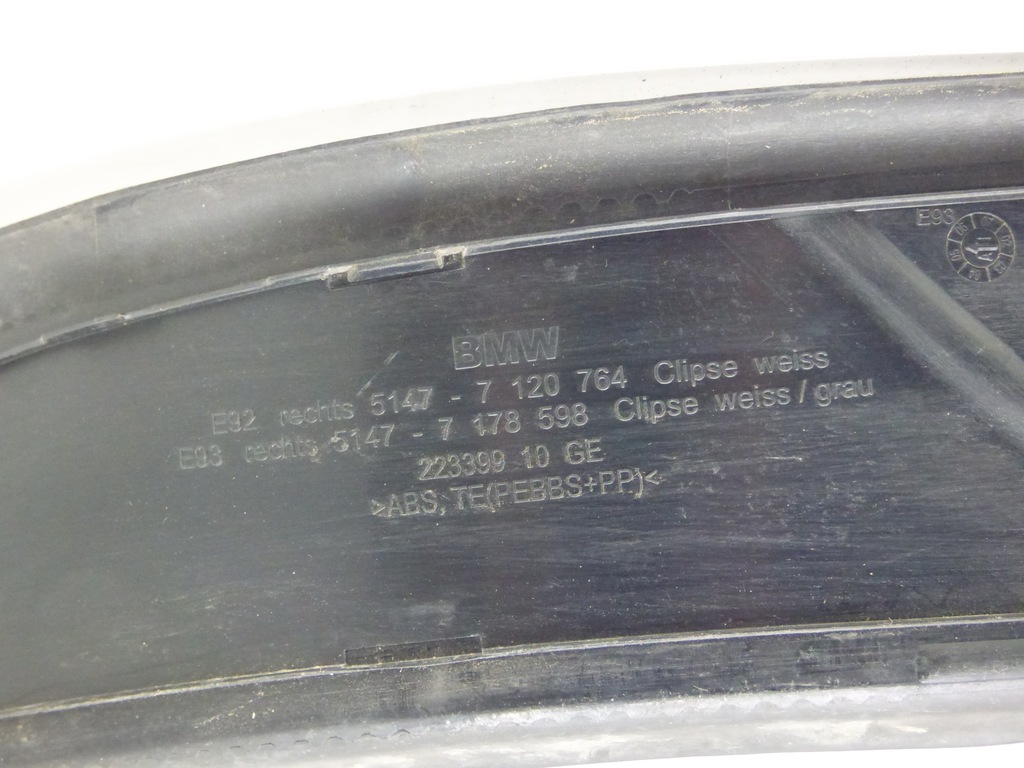 E93
BMW
E92 rechts 5147 - 7 120 764 Clipse weiss
E93 rechts 5147 - 7 178 598 Clipse weiss / grau
223399 10 GE
>ABS, TE(PEBBS+PP)<